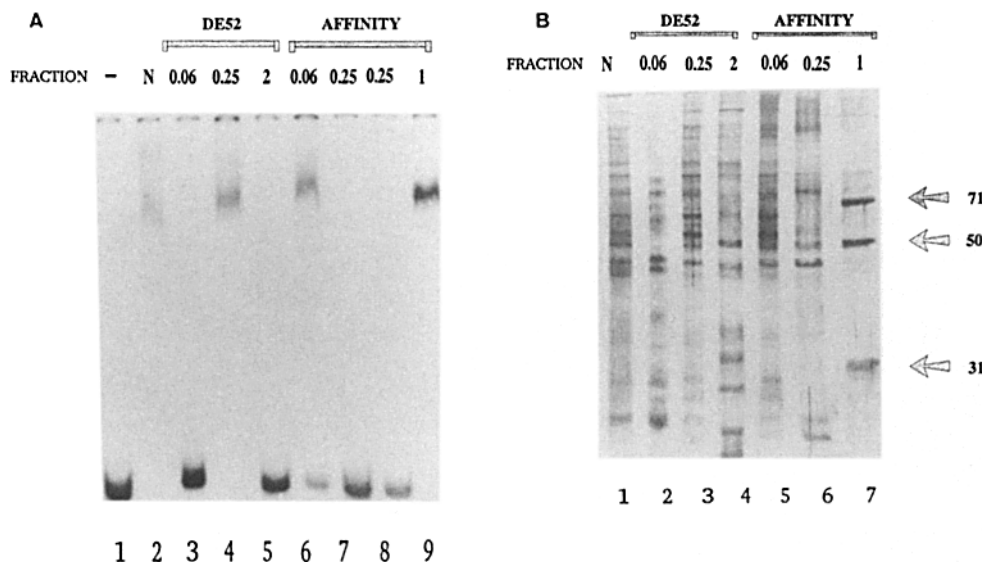 A
DE52 AFFINITY
FRACTION – N 0.06 0.25 2 0.06 0.25 0.25 1
1 2 3 4 5 6 7 8 9
B
DE52 AFFINITY
FRACTION N 0.06 0.25 2 0.06 0.25 1
71
50
31
1 2 3 4 5 6 7